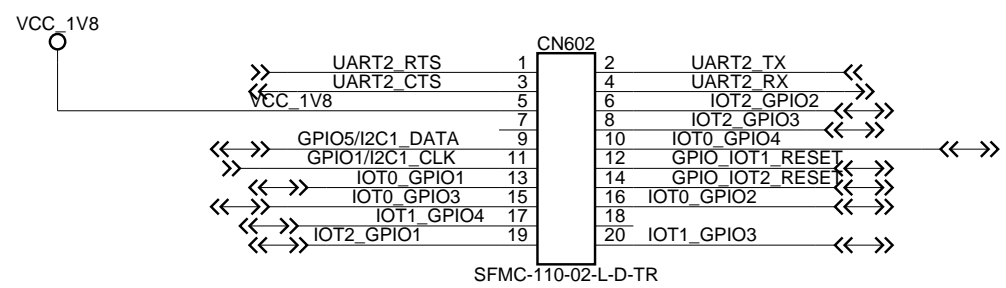 VCC_1V8
CN602
UART2_RTS 1 2 UART2_TX
UART2_CTS 3 4 UART2_RX
VCC_1V8 5 6 IOT2_GPIO2
7 8 IOT2_GPIO3
GPIO5/I2C1_DATA 9 10 IOT0_GPIO4
GPIO1/I2C1_CLK 11 12 GPIO_IOT1_RESET
IOT0_GPIO1 13 14 GPIO_IOT2_RESET
IOT0_GPIO3 15 16 IOT0_GPIO2
IOT1_GPIO4 17 18
IOT2_GPIO1 19 20 IOT1_GPIO3
SFMC-110-02-L-D-TR